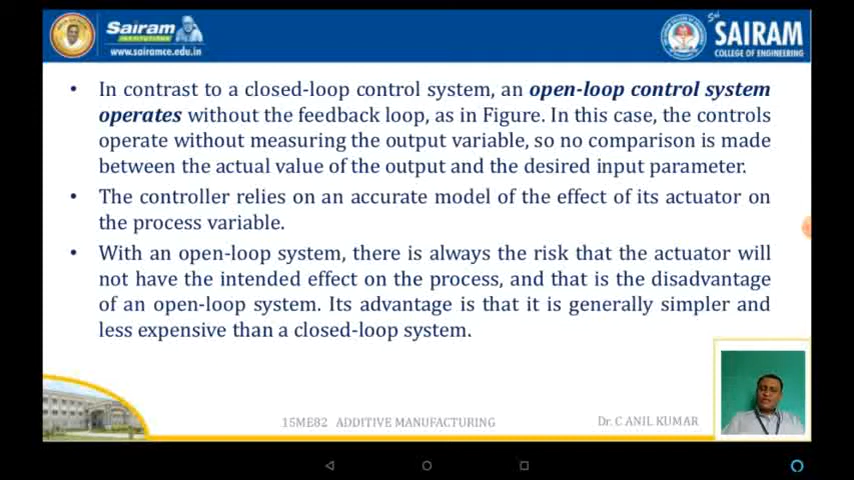 Sairam
INSTITUTIONS
www.sairamce.edu.in
SAIRAM
COLLEGE OF ENGINEERING
• In contrast to a closed-loop control system, an open-loop control system
operates without the feedback loop, as in Figure. In this case, the controls
operate without measuring the output variable, so no comparison is made
between the actual value of the output and the desired input parameter.
• The controller relies on an accurate model of the effect of its actuator on
the process variable.
• With an open-loop system, there is always the risk that the actuator will
not have the intended effect on the process, and that is the disadvantage
of an open-loop system. Its advantage is that it is generally simpler and
less expensive than a closed-loop system.
15ME82 ADDITIVE MANUFACTURING
Dr. C ANIL KUMAR